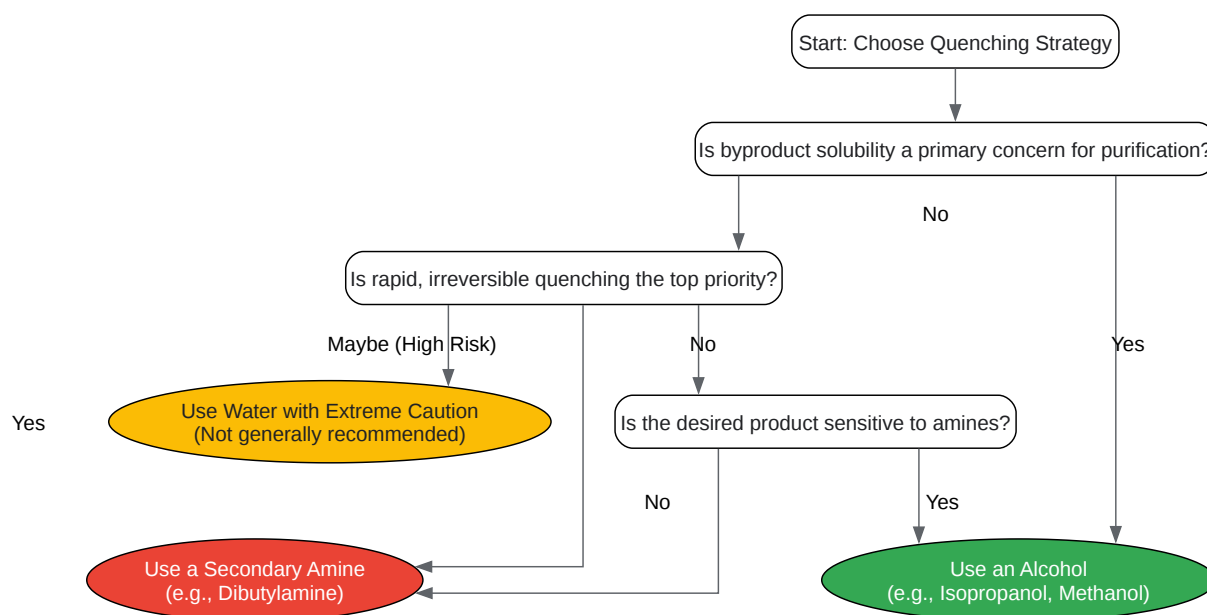 Start: Choose Quenching Strategy
Is byproduct solubility a primary concern for purification?
No
Is rapid, irreversible quenching the top priority?
Maybe (High Risk)
No
Yes
Use Water with Extreme Caution
(Not generally recommended)
Yes
Is the desired product sensitive to amines?
No
Yes
Use a Secondary Amine
(e.g., Dibutylamine)
Use an Alcohol
(e.g., Isopropanol, Methanol)